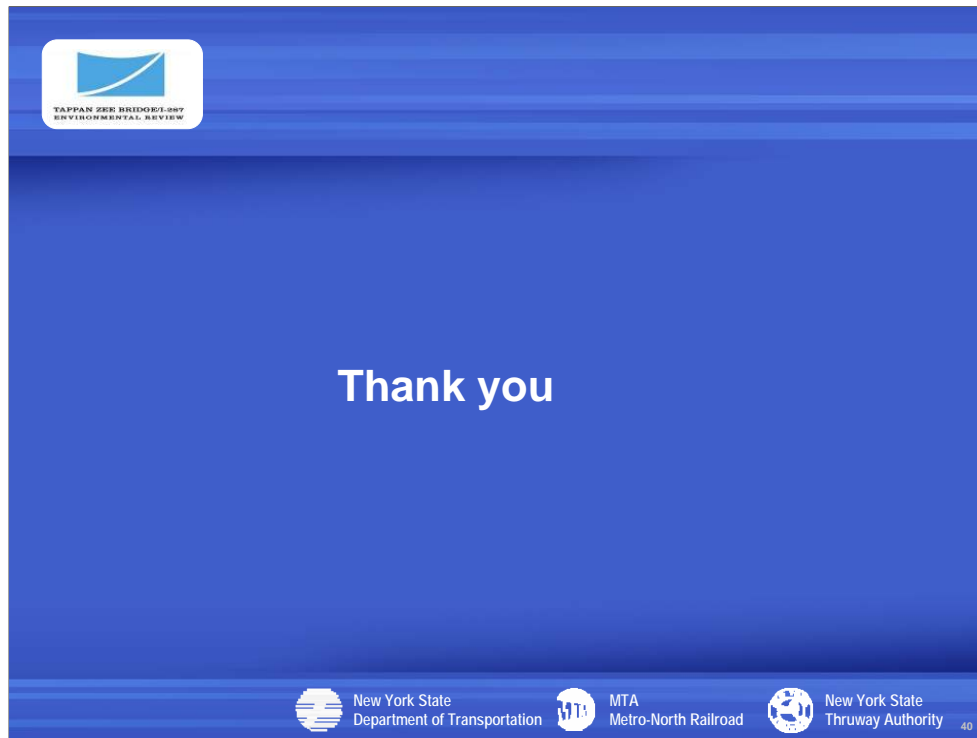 TAPPAN ZEE BRIDGE/I-287
ENVIRONMENTAL REVIEW
Thank you
New York State
Department of Transportation
MTA
MTA
Metro-North Railroad
New York State
Thruway Authority
40